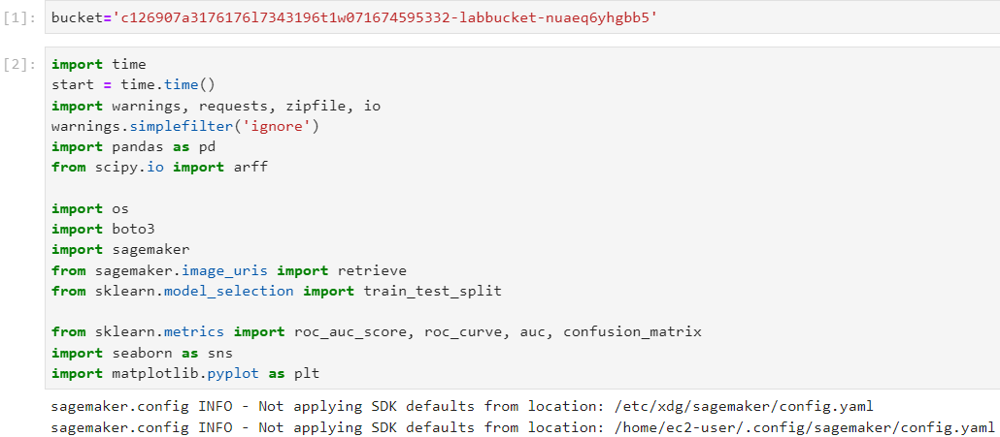 [1]: bucket='c126907a3176176l7343196t1w071674595332-labbucket-nuaeq6yhgbb5'
[2]: import time
start = time.time()
import warnings, requests, zipfile, io
warnings.simplefilter('ignore')
import pandas as pd
from scipy.io import arff
import os
import boto3
import sagemaker
from sagemaker.image_uris import retrieve
from sklearn.model_selection import train_test_split
from sklearn.metrics import roc_auc_score, roc_curve, auc, confusion_matrix
import seaborn as sns
import matplotlib.pyplot as plt
sagemaker.config INFO - Not applying SDK defaults from location: /etc/xdg/sagemaker/config.yaml
sagemaker.config INFO - Not applying SDK defaults from location: /home/ec2-user/.config/sagemaker/config.yaml